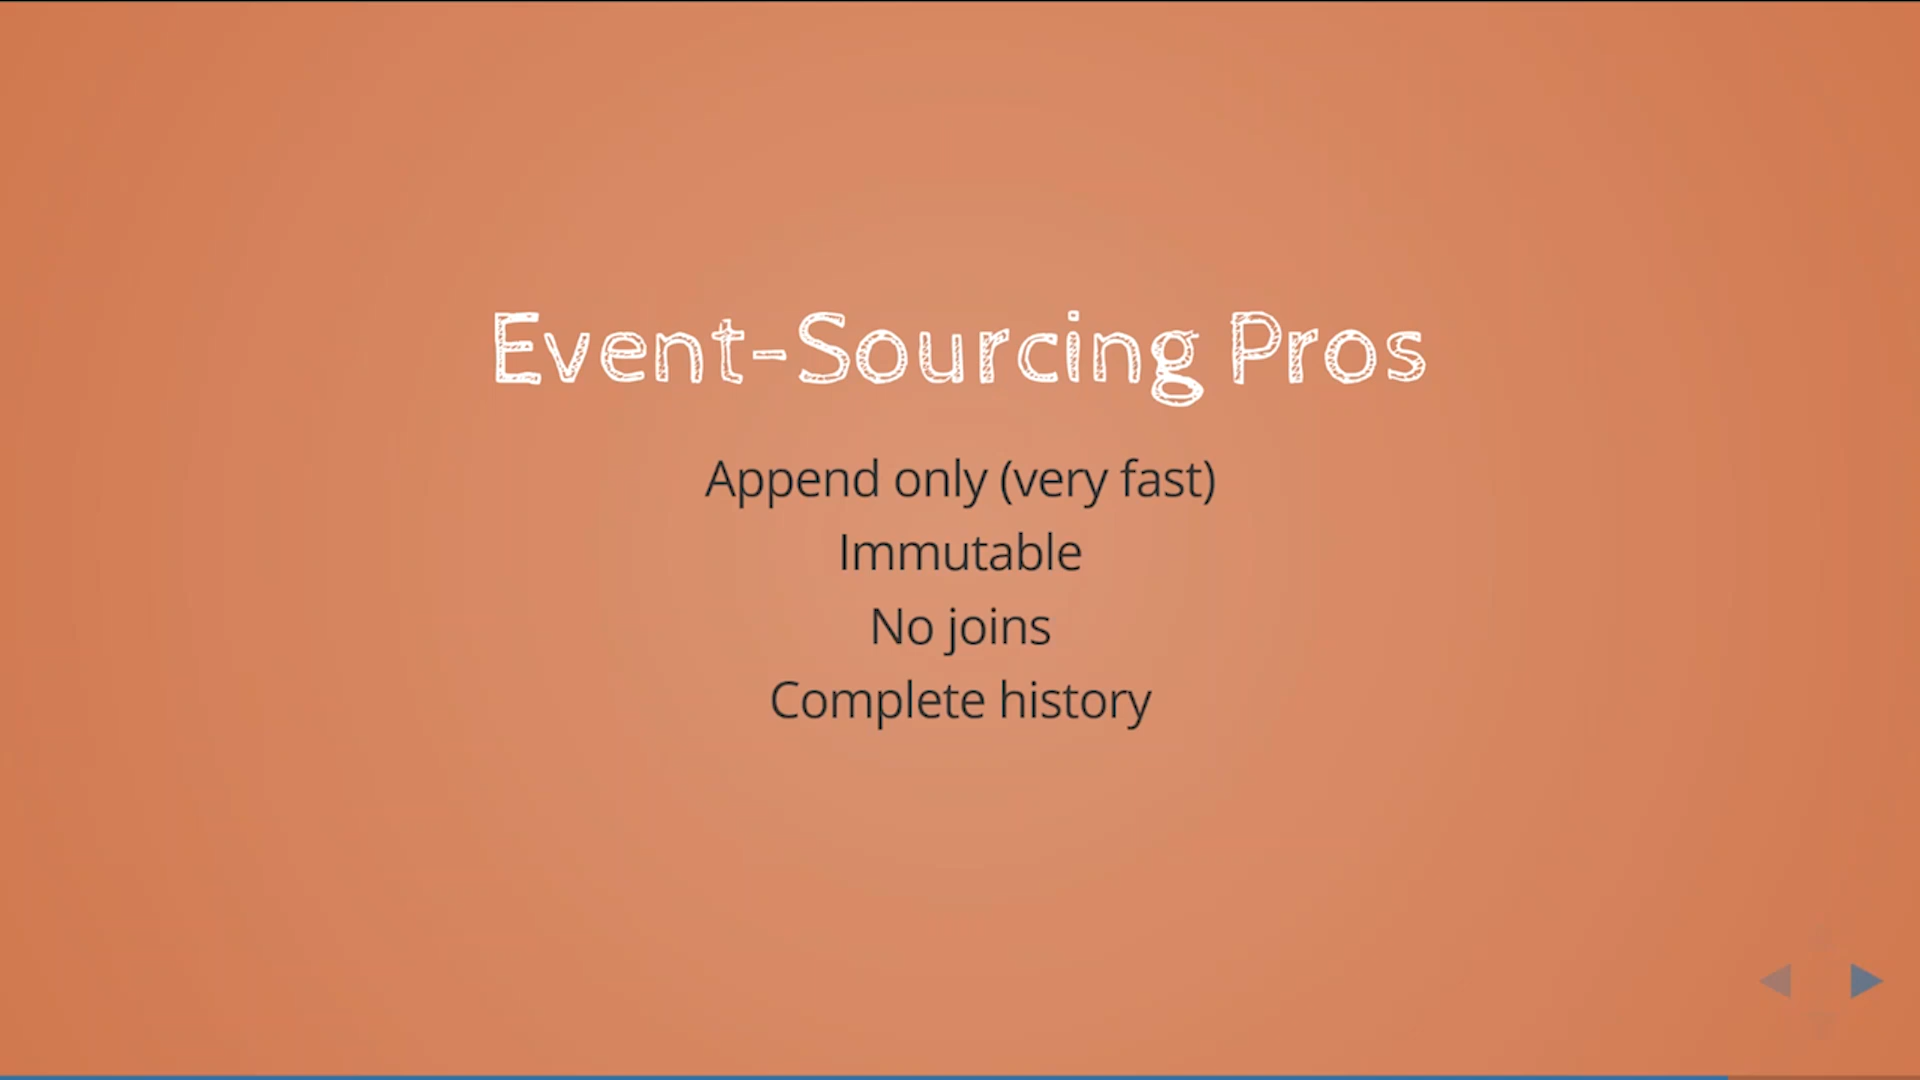 Event-Sourcing Pros
Append only (very fast)
Immutable
No joins
Complete history